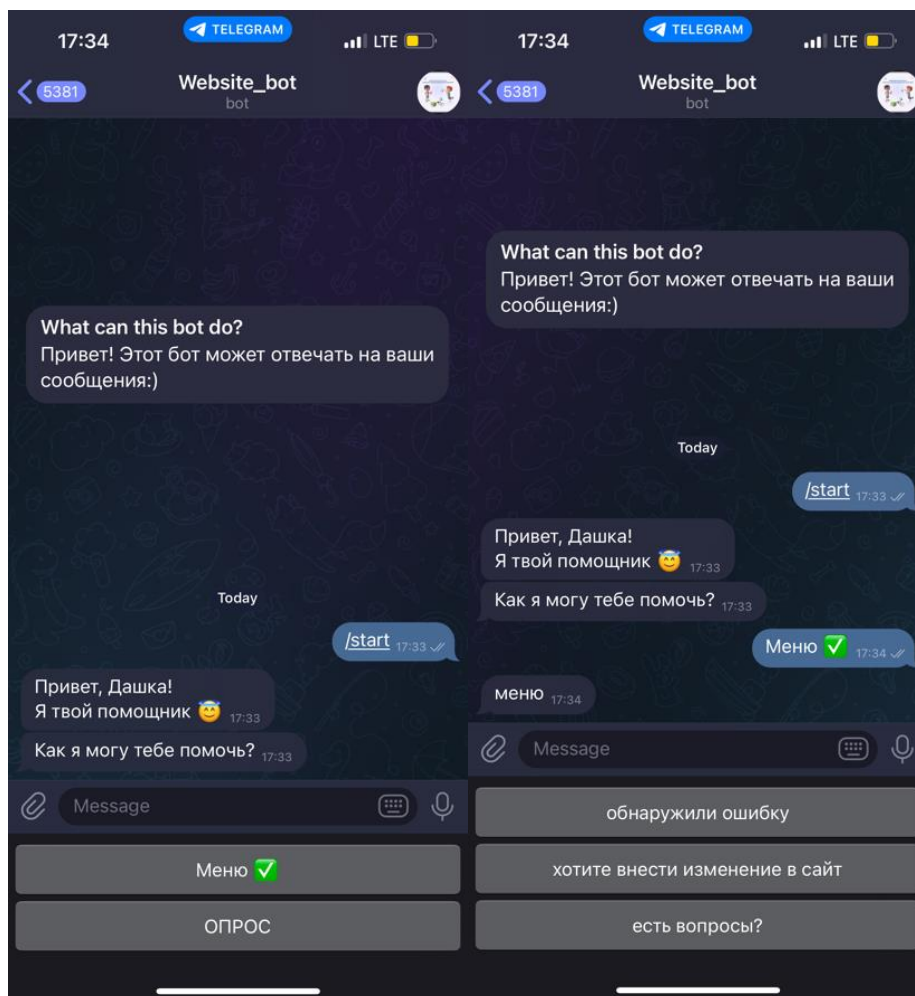 17:34
TELEGRAM
LTE
5381
Website_bot
bot
What can this bot do?
Привет! Этот бот может отвечать на ваши
сообщения:)
Today
/start 17:33
Привет, Дашка!
Я твой помощник 😇 17:33
Как я могу тебе помочь? 17:33
Message
Меню ✅
ОПРОС
17:34
TELEGRAM
LTE
5381
Website_bot
bot
What can this bot do?
Привет! Этот бот может отвечать на ваши
сообщения:)
Today
/start 17:33
Привет, Дашка!
Я твой помощник 😇 17:33
Как я могу тебе помочь? 17:33
Меню ✅ 17:34
меню 17:34
Message
обнаружили ошибку
хотите внести изменение в сайт
есть вопросы?